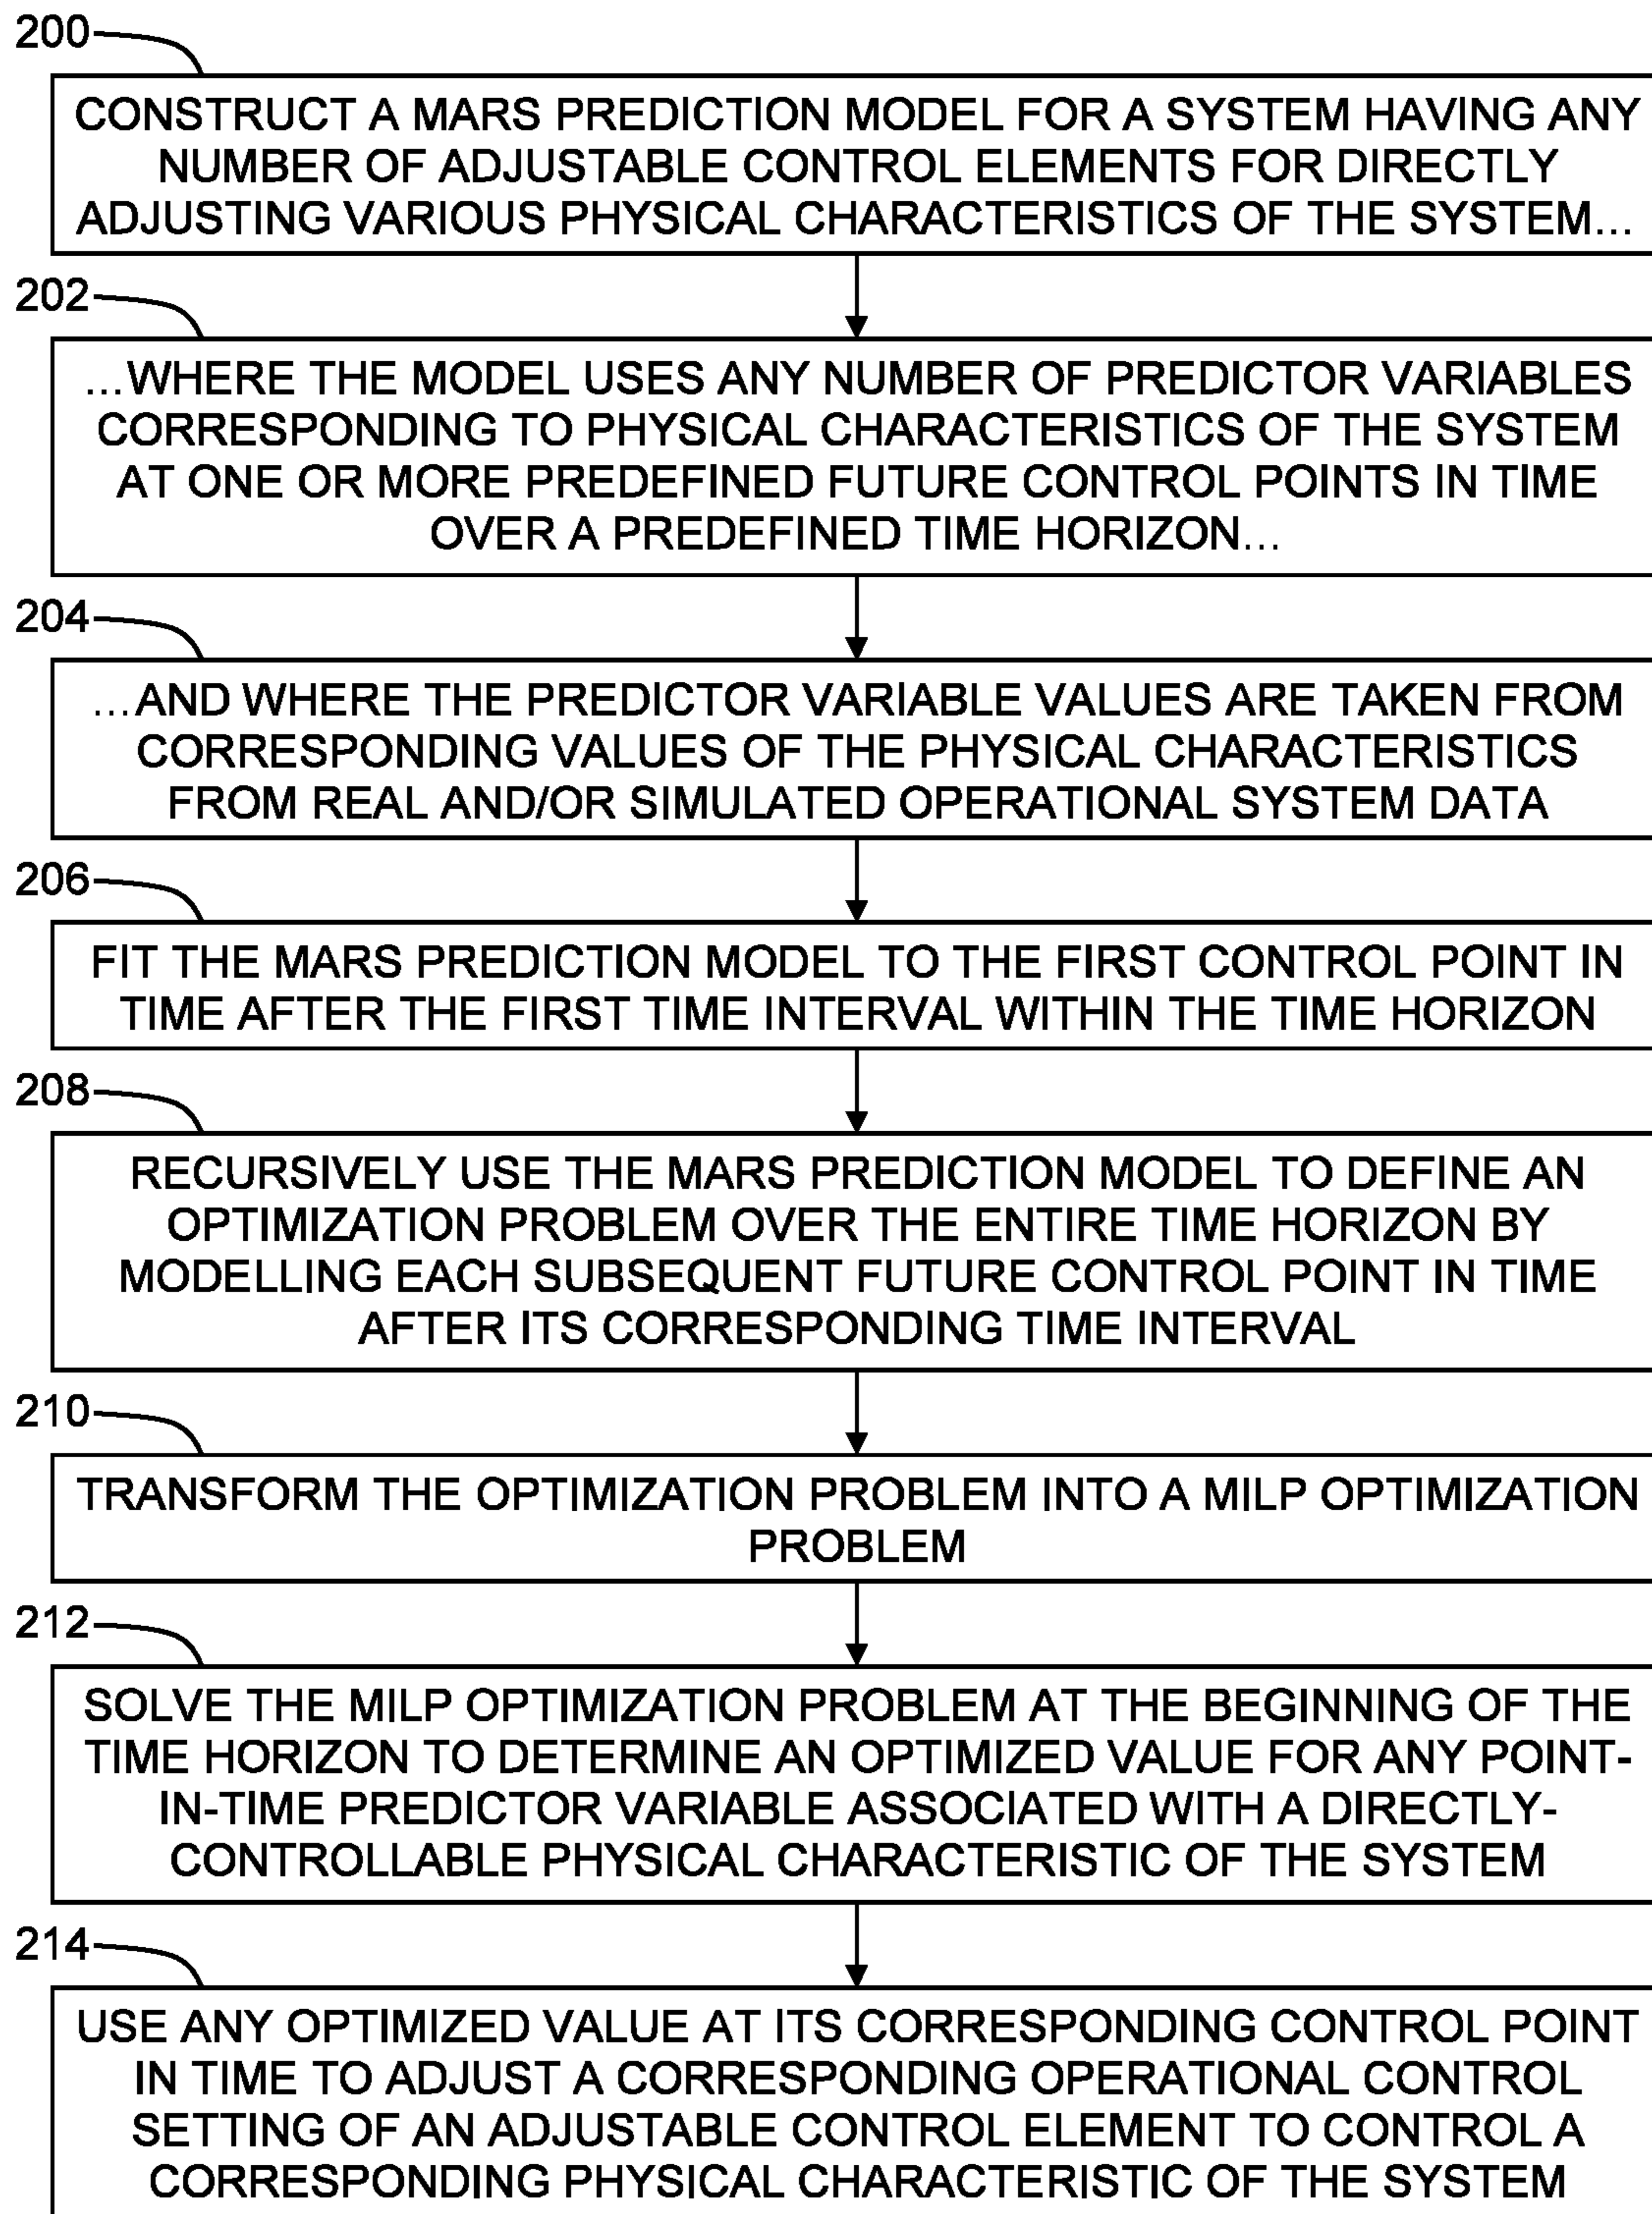 200
CONSTRUCT A MARS PREDICTION MODEL FOR A SYSTEM HAVING ANY
NUMBER OF ADJUSTABLE CONTROL ELEMENTS FOR DIRECTLY
ADJUSTING VARIOUS PHYSICAL CHARACTERISTICS OF THE SYSTEM...
202
...WHERE THE MODEL USES ANY NUMBER OF PREDICTOR VARIABLES
CORRESPONDING TO PHYSICAL CHARACTERISTICS OF THE SYSTEM
AT ONE OR MORE PREDEFINED FUTURE CONTROL POINTS IN TIME
OVER A PREDEFINED TIME HORIZON...
204
...AND WHERE THE PREDICTOR VARIABLE VALUES ARE TAKEN FROM
CORRESPONDING VALUES OF THE PHYSICAL CHARACTERISTICS
FROM REAL AND/OR SIMULATED OPERATIONAL SYSTEM DATA
206
FIT THE MARS PREDICTION MODEL TO THE FIRST CONTROL POINT IN
TIME AFTER THE FIRST TIME INTERVAL WITHIN THE TIME HORIZON
208
RECURSIVELY USE THE MARS PREDICTION MODEL TO DEFINE AN
OPTIMIZATION PROBLEM OVER THE ENTIRE TIME HORIZON BY
MODELLING EACH SUBSEQUENT FUTURE CONTROL POINT IN TIME
AFTER ITS CORRESPONDING TIME INTERVAL
210
TRANSFORM THE OPTIMIZATION PROBLEM INTO A MILP OPTIMIZATION
PROBLEM
212
SOLVE THE MILP OPTIMIZATION PROBLEM AT THE BEGINNING OF THE
TIME HORIZON TO DETERMINE AN OPTIMIZED VALUE FOR ANY POINT-
IN-TIME PREDICTOR VARIABLE ASSOCIATED WITH A DIRECTLY-
CONTROLLABLE PHYSICAL CHARACTERISTIC OF THE SYSTEM
214
USE ANY OPTIMIZED VALUE AT ITS CORRESPONDING CONTROL POINT
IN TIME TO ADJUST A CORRESPONDING OPERATIONAL CONTROL
SETTING OF AN ADJUSTABLE CONTROL ELEMENT TO CONTROL A
CORRESPONDING PHYSICAL CHARACTERISTIC OF THE SYSTEM